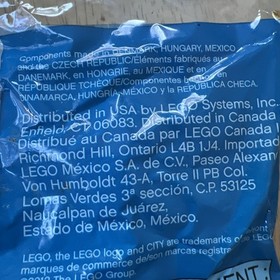 Components made in DENMARK, HUNGARY, MEXICO
and the CZECH REPUBLIC/Éléments fabriqués au
DANEMARK, en HONGRIE, au MEXIQUE et en
RÉPUBLIQUE TCHÈQUE/Componentes hechos en
DINAMARCA, HUNGRÍA, MÉXICO y la REPÚBLICA CHECA.
Distributed in USA by LEGO Systems, Inc.
Enfield, CT 06083. Distributed in Canada
Distribué au Canada par LEGO Canada
Richmond Hill, Ontario L4B 1J4. Importado
LEGO México S.A. de C.V., Paseo Alexan
Von Humboldt 43-A, Torre II PB Col.
Lomas Verdes 3ª sección, C.P. 53125
Naucalpan de Juárez,
Estado de México, México.
LEGO, the LEGO logo and CITY are trademarks
marques de commerce de/son marcas registra
The LEGO Group.
ENT